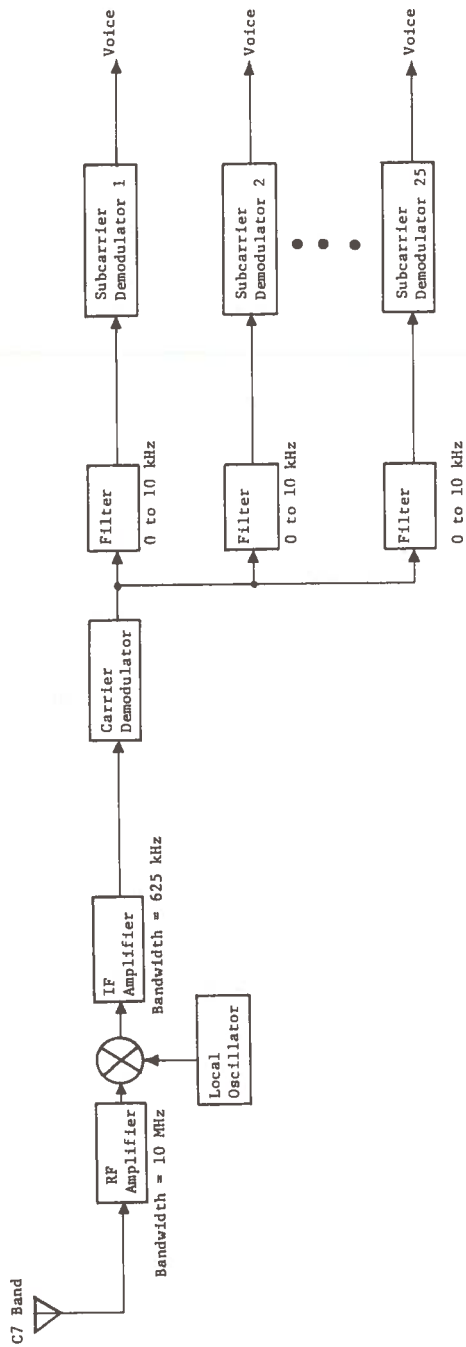 C7 Band
RF
Amplifier
Bandwidth = 10 MHz
Local
Oscillator
IF
Amplifier
Bandwidth = 625 kHz
Carrier
Demodulator
Filter
0 to 10 kHz
Subcarrier
Demodulator 1
Voice
Filter
0 to 10 kHz
Subcarrier
Demodulator 2
Voice
Filter
0 to 10 kHz
Subcarrier
Demodulator 25
Voice